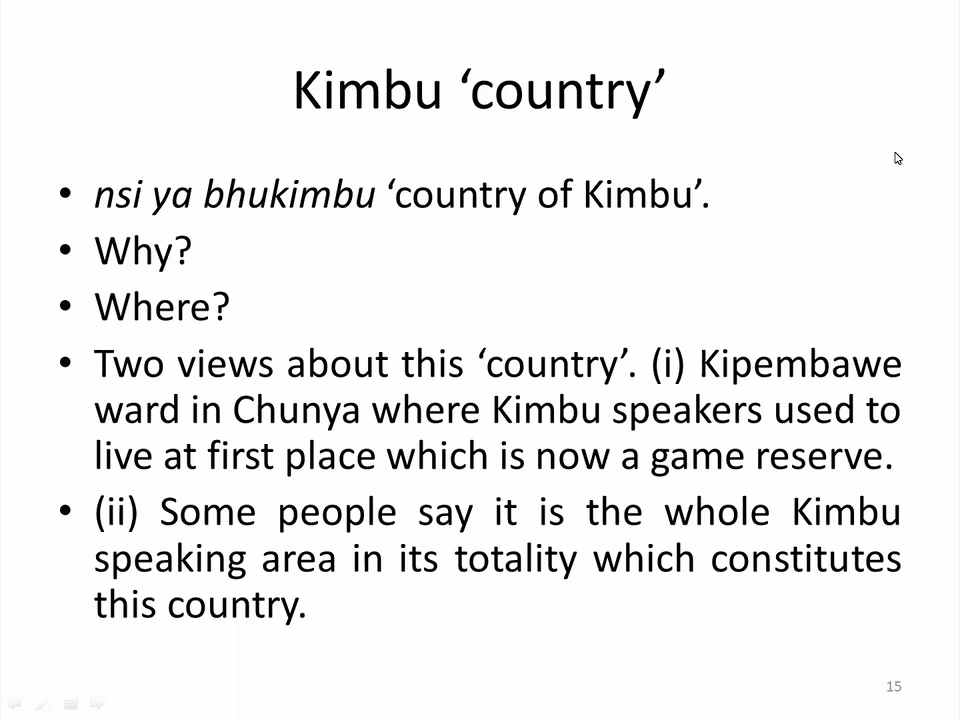 Kimbu ‘country’
• nsi ya bhukimbu ‘country of Kimbu’.
• Why?
• Where?
• Two views about this ‘country’. (i) Kipembawe
ward in Chunya where Kimbu speakers used to
live at first place which is now a game reserve.
• (ii) Some people say it is the whole Kimbu
speaking area in its totality which constitutes
this country.
15